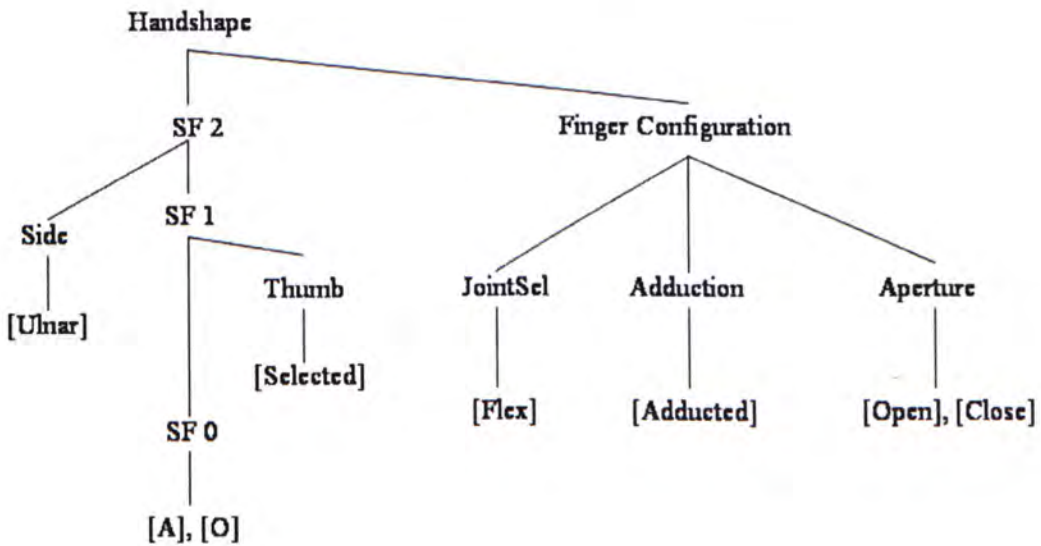 Handshape
SF 2
Finger Configuration
Side
SF 1
Thumb
JointSel
Adduction
Aperture
[Ulnar]
[Selected]
[Flex]
[Adducted]
[Open], [Close]
SF 0
[A], [O]